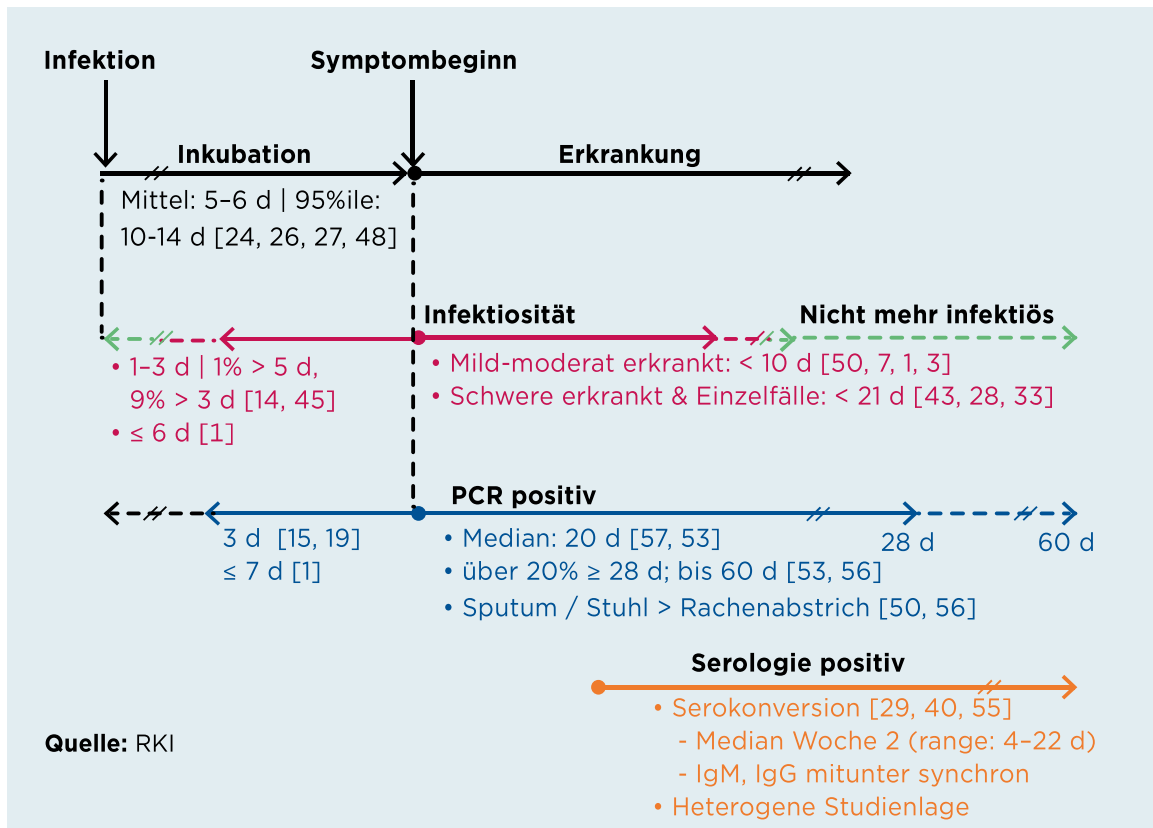 Infektion
Symptombeginn
Inkubation
Erkrankung
Mittel: 5–6 d | 95%ile:
10-14 d [24, 26, 27, 48]
Infektiosität
Nicht mehr infektiös
• 1–3 d | 1% > 5 d,
9% > 3 d [14, 45]
• ≤ 6 d [1]
• Mild-moderat erkrankt: < 10 d [50, 7, 1, 3]
• Schwere erkrankt & Einzelfälle: < 21 d [43, 28, 33]
PCR positiv
3 d [15, 19]
≤ 7 d [1]
• Median: 20 d [57, 53]
• über 20% ≥ 28 d; bis 60 d [53, 56]
• Sputum / Stuhl > Rachenabstrich [50, 56]
28 d
60 d
Serologie positiv
• Serokonversion [29, 40, 55]
- Median Woche 2 (range: 4–22 d)
- IgM, IgG mitunter synchron
• Heterogene Studienlage
Quelle: RKI